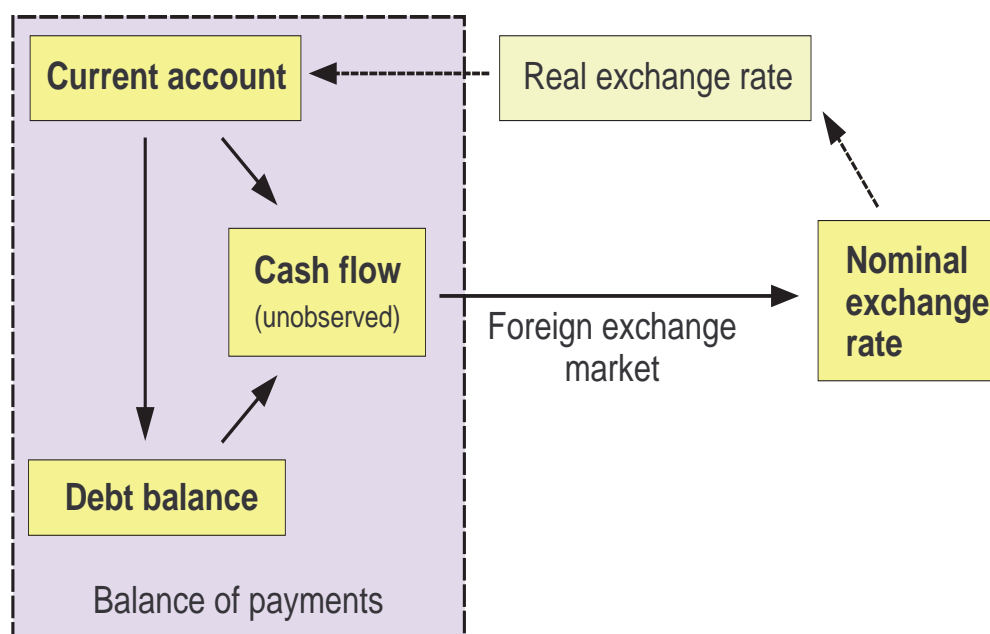 Current account
Real exchange rate
Cash flow
(unobserved)
Nominal
exchange
rate
Foreign exchange
market
Debt balance
Balance of payments